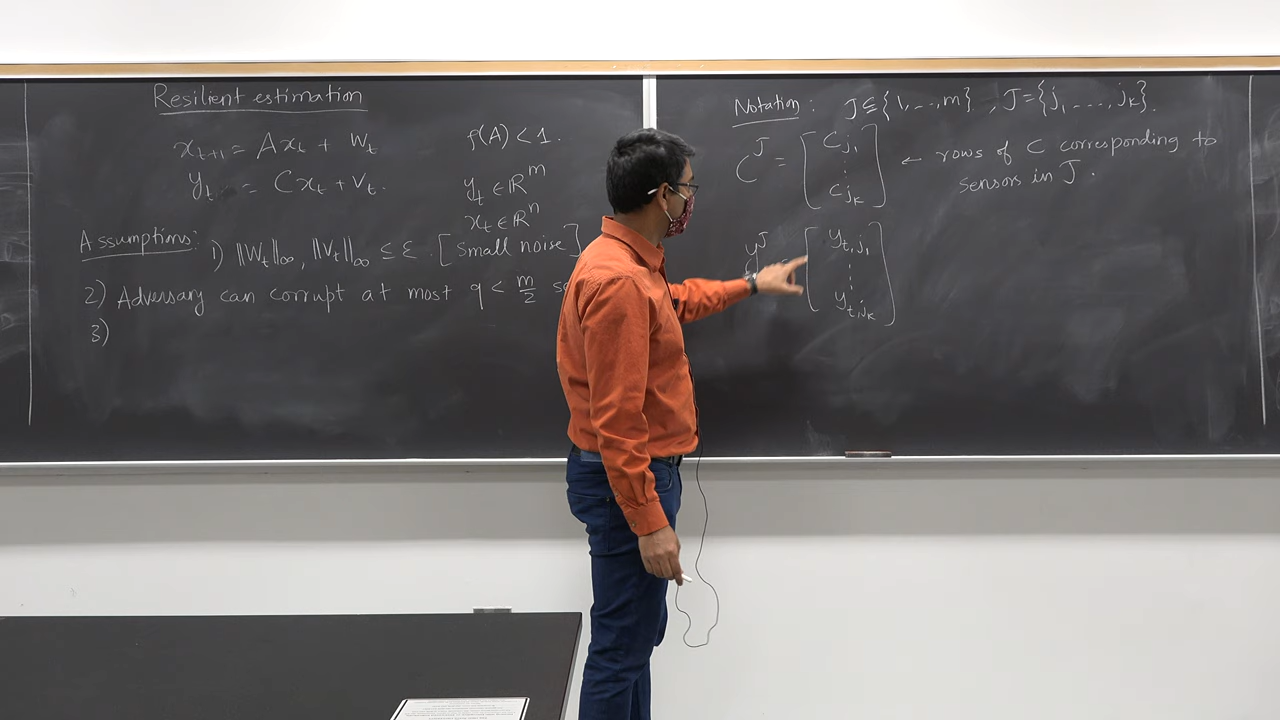 Resilient estimation
x_{t+1} = Ax_t + W_t
ρ(A) < 1.
y_t = Cx_t + V_t.
y_t ∈ ℝ^m
x_t ∈ ℝ^n
Assumptions: 1) ||W_t||_∞, ||V_t||_∞ ≤ ε. [Small noise]
2) Adversary can corrupt at most q < m/2
3)
Notation: J ⊆ {1, ..., m}, J = {j_1, ..., j_k}.
C^J = [C_{j_1} ⋮ C_{j_k}] ← rows of C corresponding to
sensors in J.
y^J [y_{t,j_1} ⋮ y_{t,j_k}]